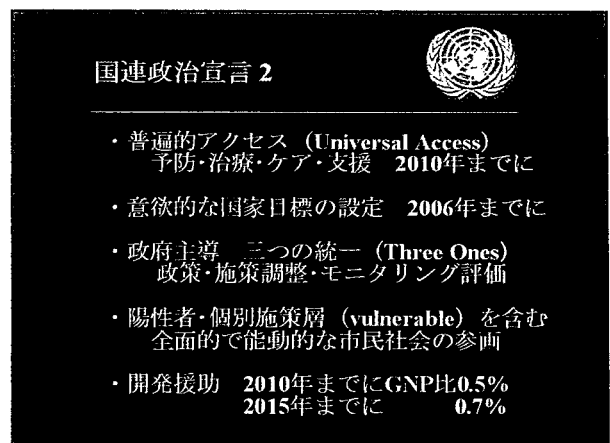 国連政治宣言 2
・普遍的アクセス（Universal Access）
予防・治療・ケア・支援　2010年までに
・意欲的な国家目標の設定　2006年までに
・政府主導　三つの統一（Three Ones）
政策・施策調整・モニタリング評価
・陽性者・個別施策層（vulnerable）を含む
全面的で能動的な市民社会の参画
・開発援助　2010年までにGNP比0.5%
2015年までに　　　0.7%